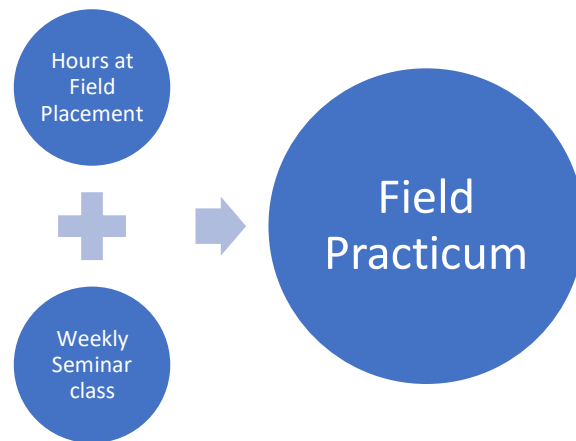 Hours at
Field
Placement
Weekly
Seminar
class
Field
Practicum